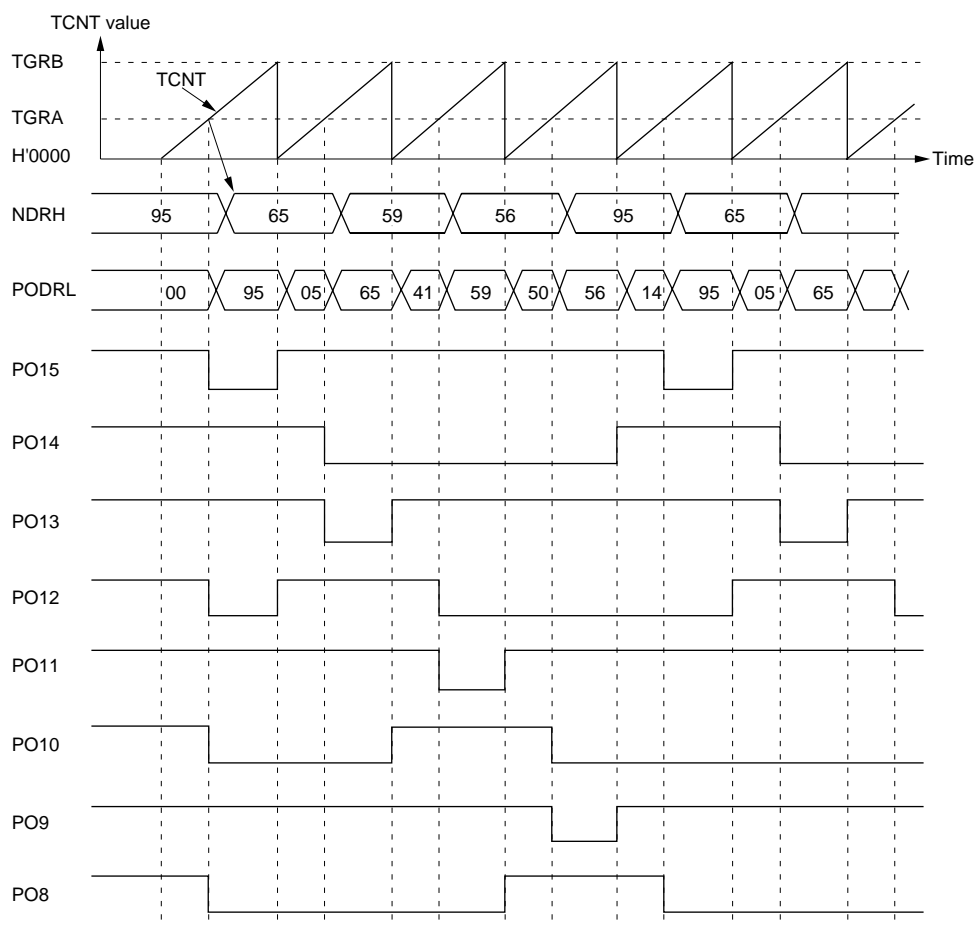 TCNT value
TGRB
TCNT
TGRA
H'0000
Time
NDRH 95 65 59 56 95 65
PODRL 00 95 05 65 41 59 50 56 14 95 05 65
PO15
PO14
PO13
PO12
PO11
PO10
PO9
PO8